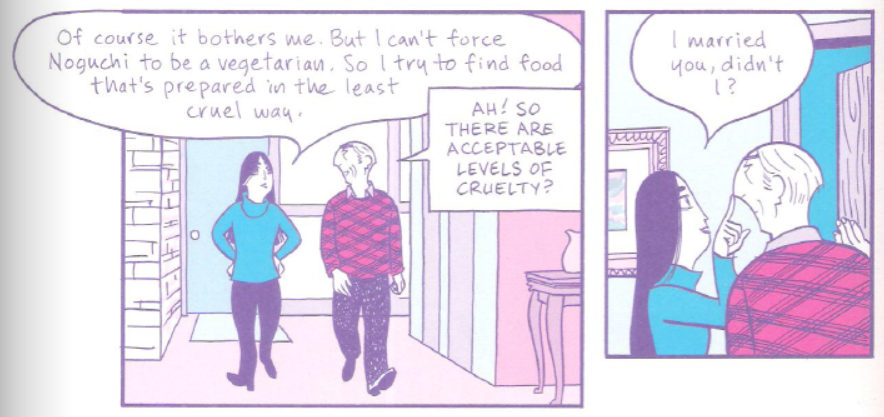 Of course it bothers me. But I can't force
Noguchi to be a vegetarian. So I try to find food
that's prepared in the least
cruel way.
AH! SO
THERE ARE
ACCEPTABLE
LEVELS OF
CRUELTY?
I married
you, didn't
I?